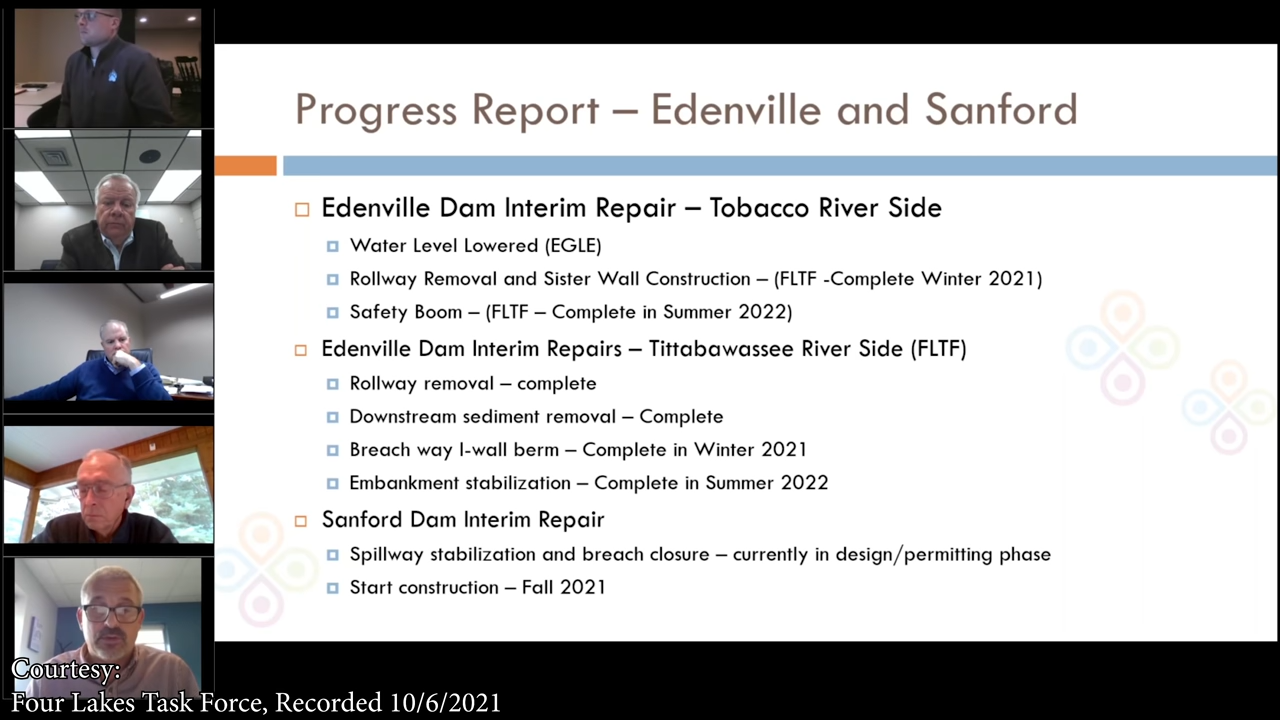 Progress Report – Edenville and Sanford
Edenville Dam Interim Repair – Tobacco River Side
Water Level Lowered (EGLE)
Rollway Removal and Sister Wall Construction – (FLTF -Complete Winter 2021)
Safety Boom – (FLTF – Complete in Summer 2022)
Edenville Dam Interim Repairs – Tittabawassee River Side (FLTF)
Rollway removal – complete
Downstream sediment removal – Complete
Breach way I-wall berm – Complete in Winter 2021
Embankment stabilization – Complete in Summer 2022
Sanford Dam Interim Repair
Spillway stabilization and breach closure – currently in design/permitting phase
Start construction – Fall 2021
Courtesy:
Four Lakes Task Force, Recorded 10/6/2021